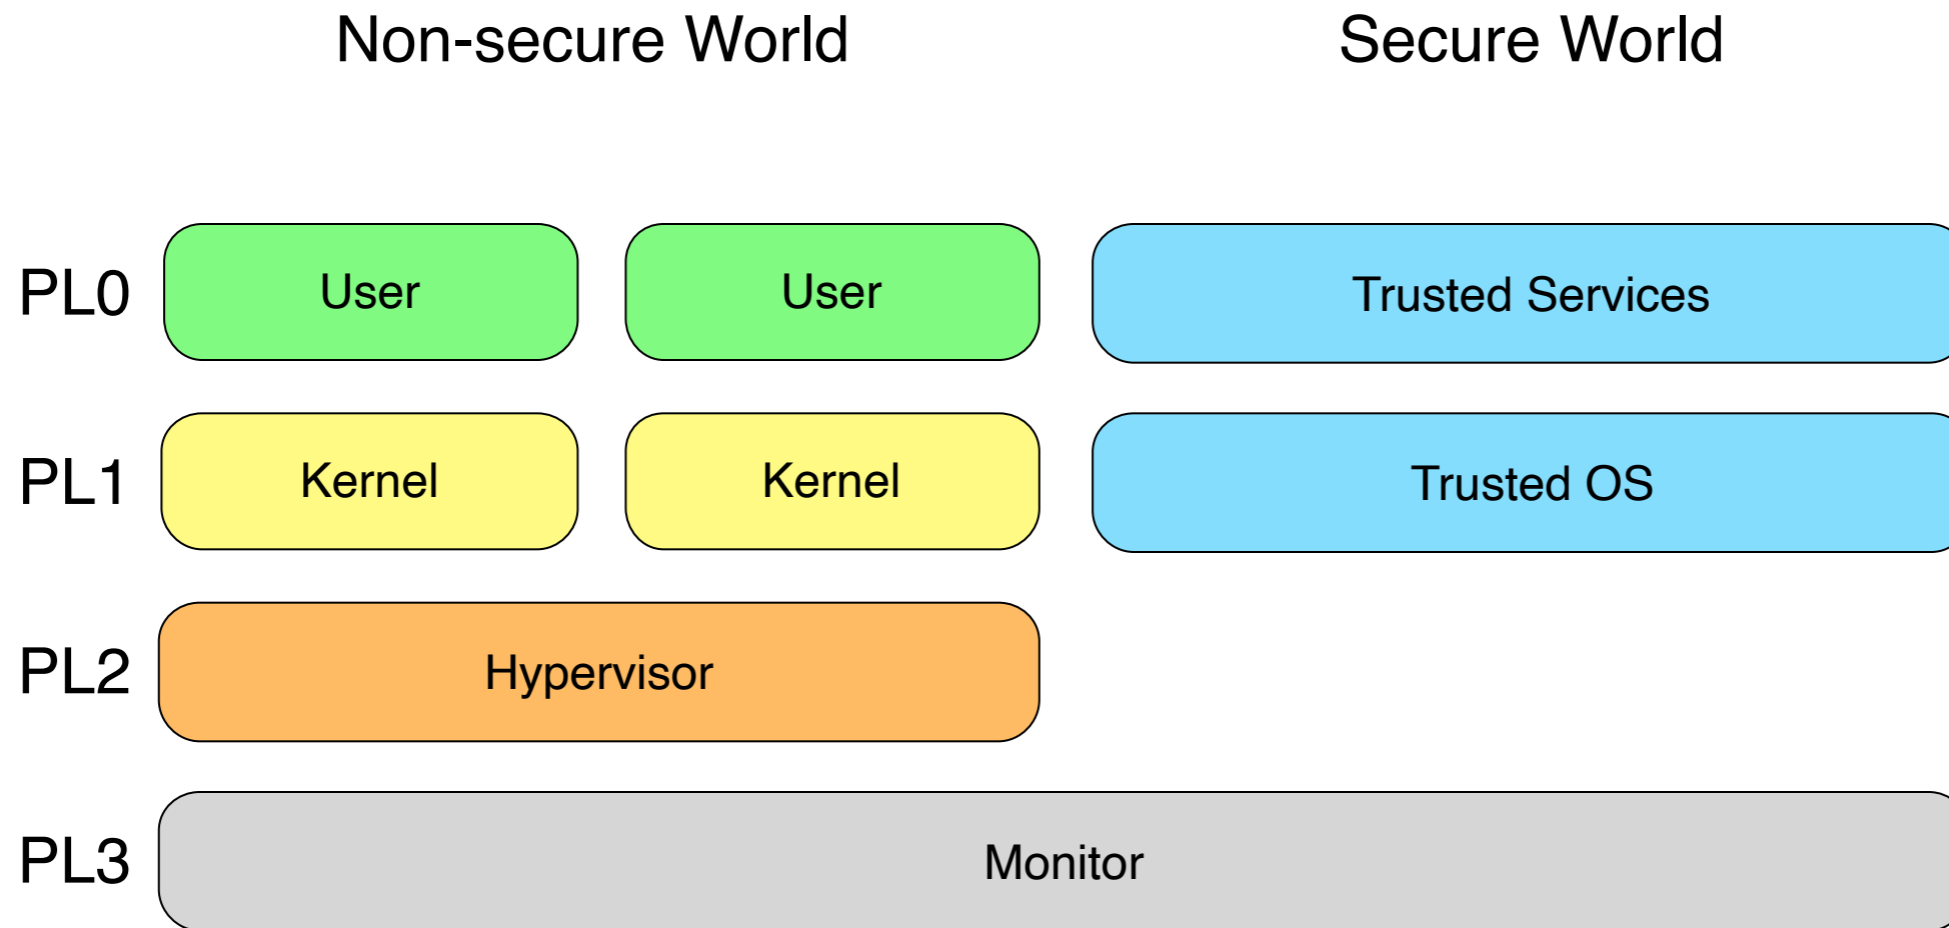 Non-secure World
Secure World
PL0
User
User
Trusted Services
PL1
Kernel
Kernel
Trusted OS
PL2
Hypervisor
PL3
Monitor